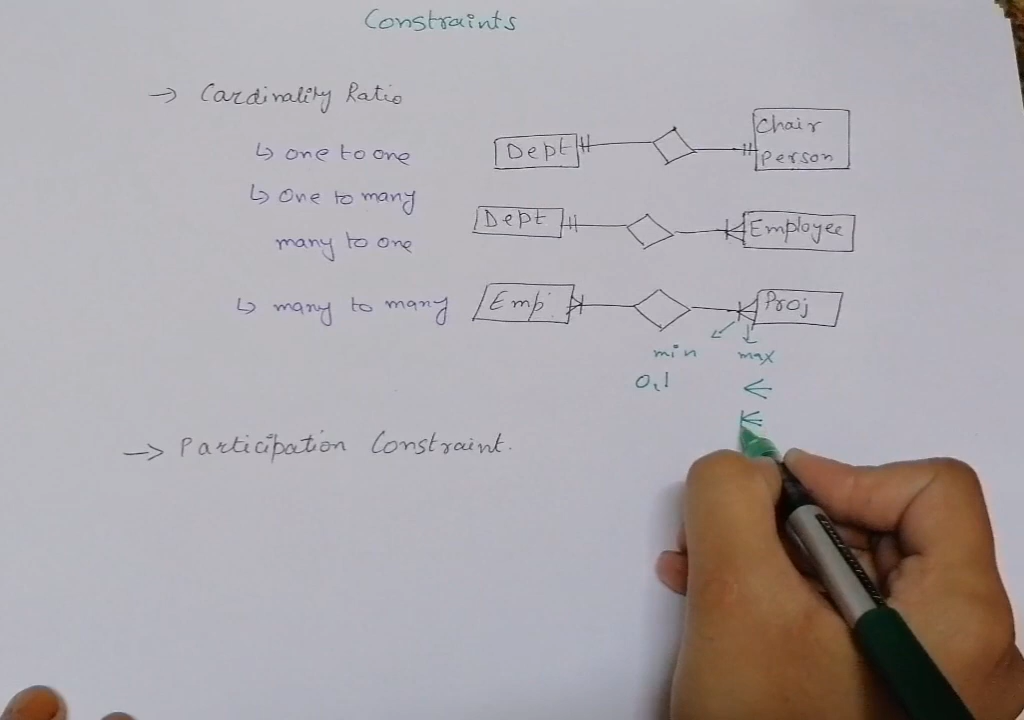 Constraints
→ Cardinality Ratio
↳ one to one
Dept
Chair
person
↳ One to many
many to one
Dept
Employee
↳ many to many
Emp.
Proj
min max
0,1
→ Participation Constraint.